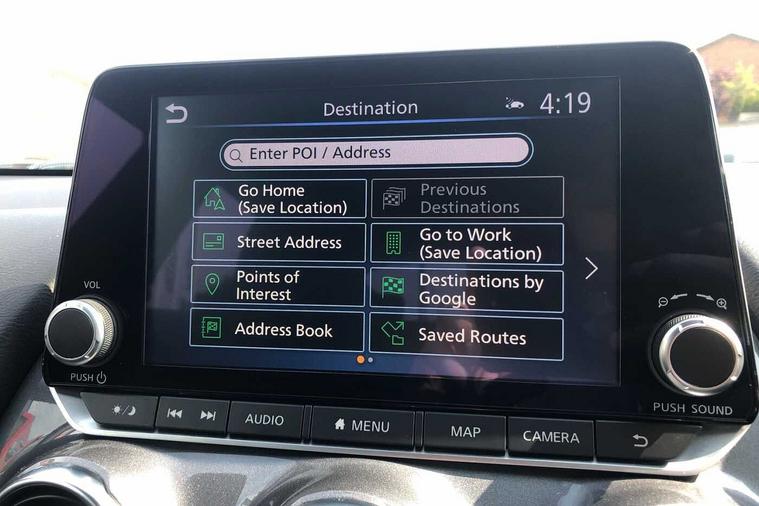 Destination
4:19
Enter POI / Address
Go Home
(Save Location)
Previous
Destinations
Street Address
Go to Work
(Save Location)
Points of
Interest
Destinations by
Google
Address Book
Saved Routes
VOL
PUSH
PUSH SOUND
AUDIO
MENU
MAP
CAMERA